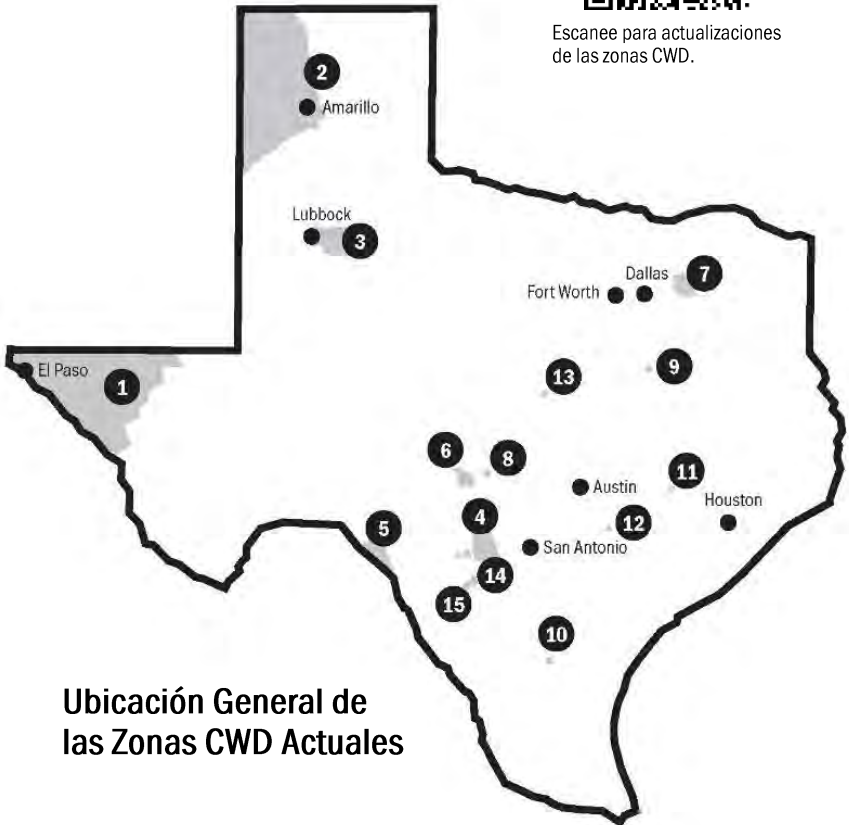 Escanee para actualizaciones
de las zonas CWD.
2
Amarillo
Lubbock
3
Dallas
7
Fort Worth
El Paso
1
13
9
6
8
11
Austin
Houston
4
5
12
San Antonio
14
15
10
Ubicación General de
las Zonas CWD Actuales